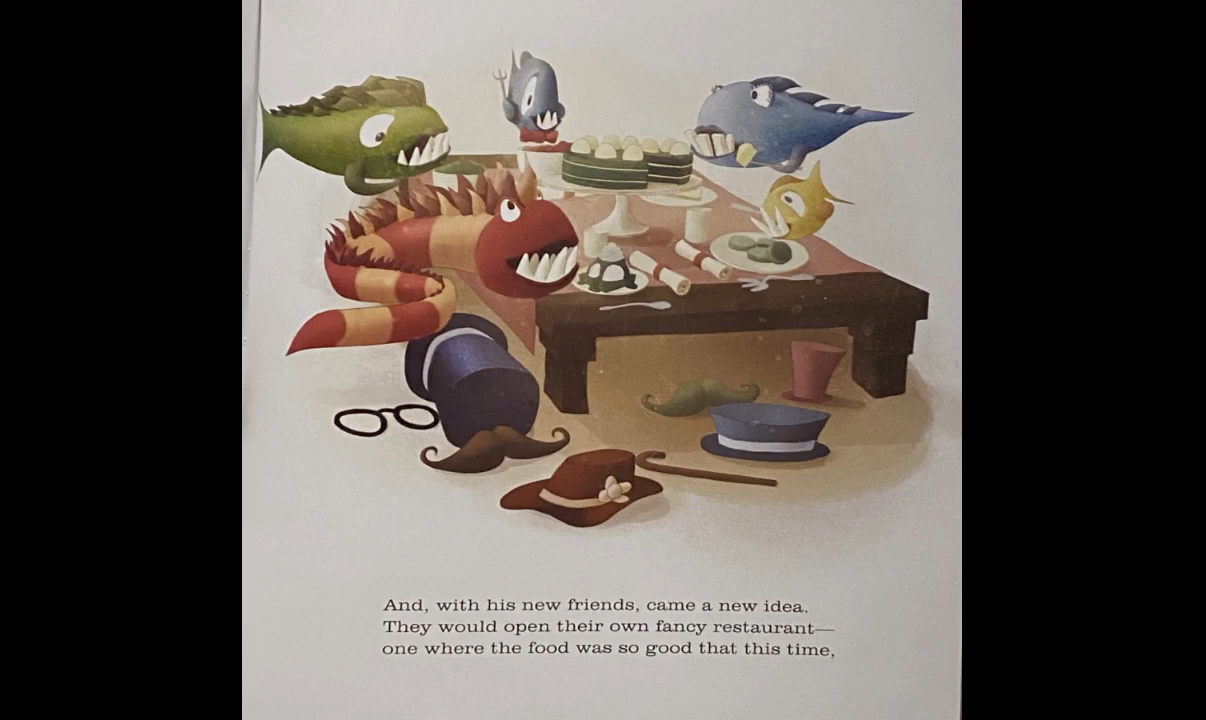 And, with his new friends, came a new idea.
They would open their own fancy restaurant—
one where the food was so good that this time,